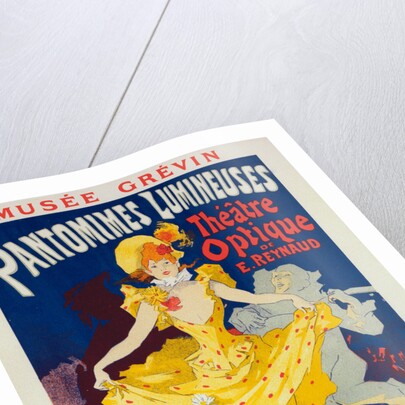 MUSÉE GRÉVIN
PANTOMIMES LUMINEUSES
Théâtre
Optique
DE
E. REYNAUD